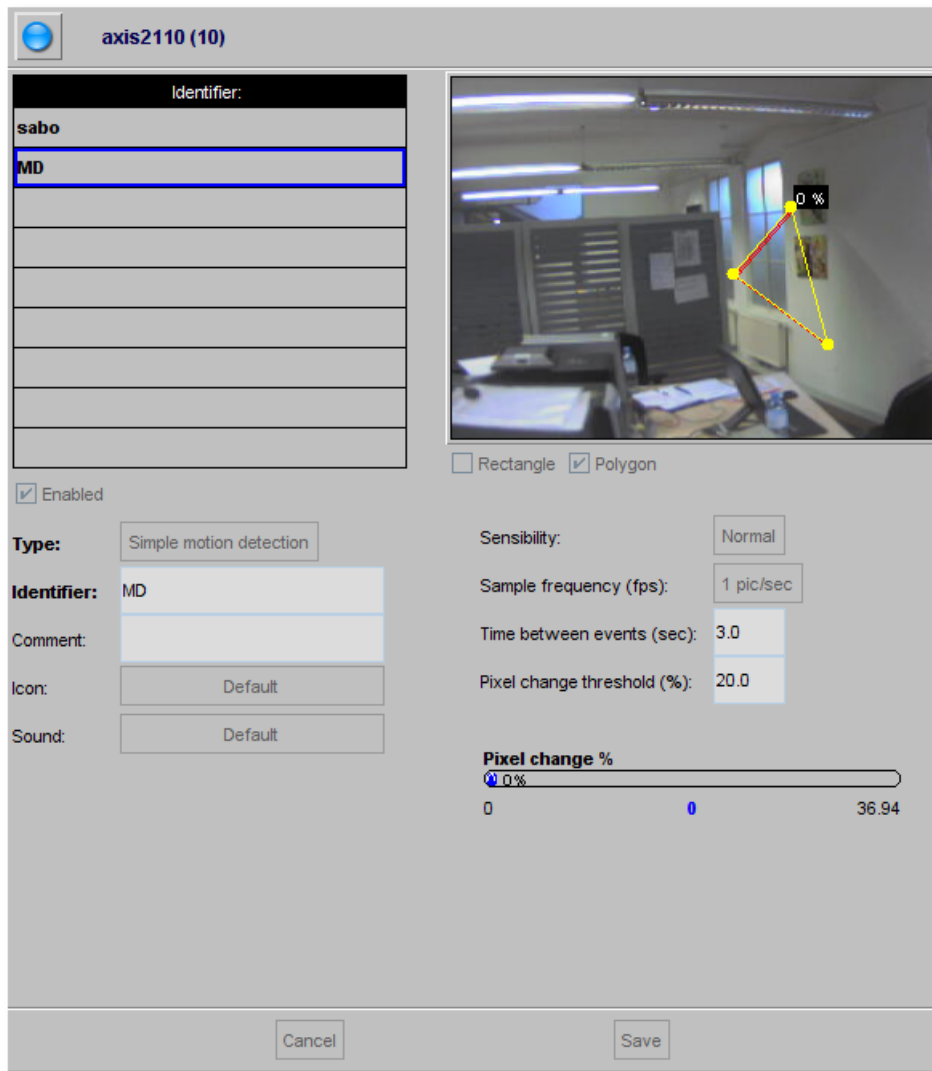 axis2110 (10)
Identifier:
sabo
MD
0 %
Rectangle Polygon
Enabled
Type: Simple motion detection
Identifier: MD
Comment:
Icon: Default
Sound: Default
Sensibility: Normal
Sample frequency (fps): 1 pic/sec
Time between events (sec): 3.0
Pixel change threshold (%): 20.0
Pixel change %
0%
0 0 36.94
Cancel Save